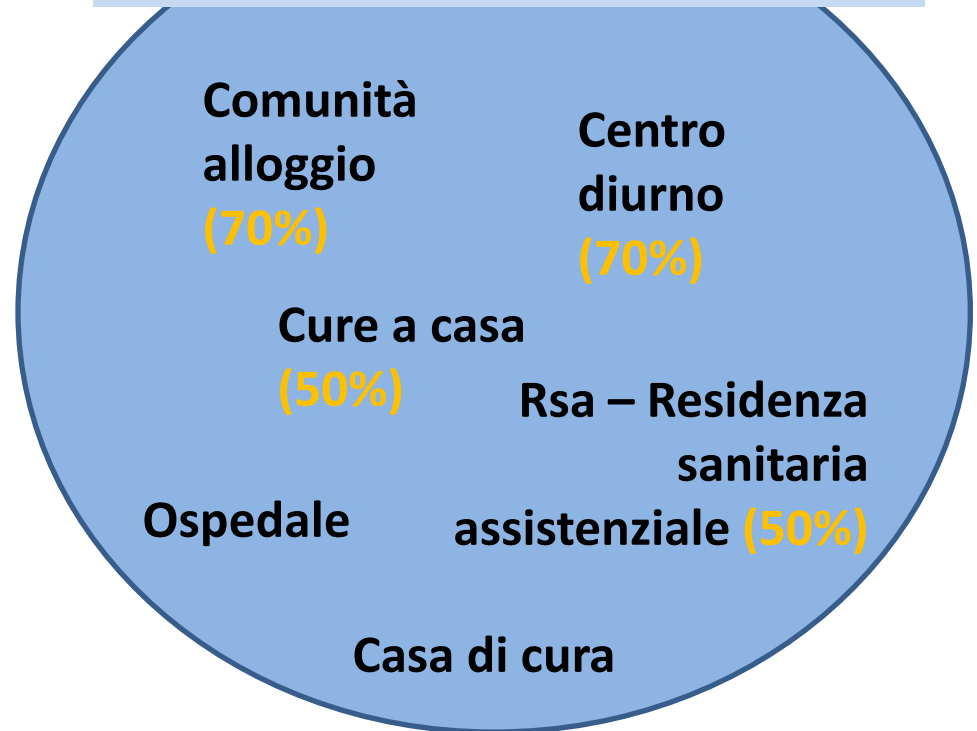 Comunità
alloggio
(70%)
Centro
diurno
(70%)
Cure a casa
(50%)
Rsa – Residenza
sanitaria
assistenziale (50%)
Ospedale
Casa di cura